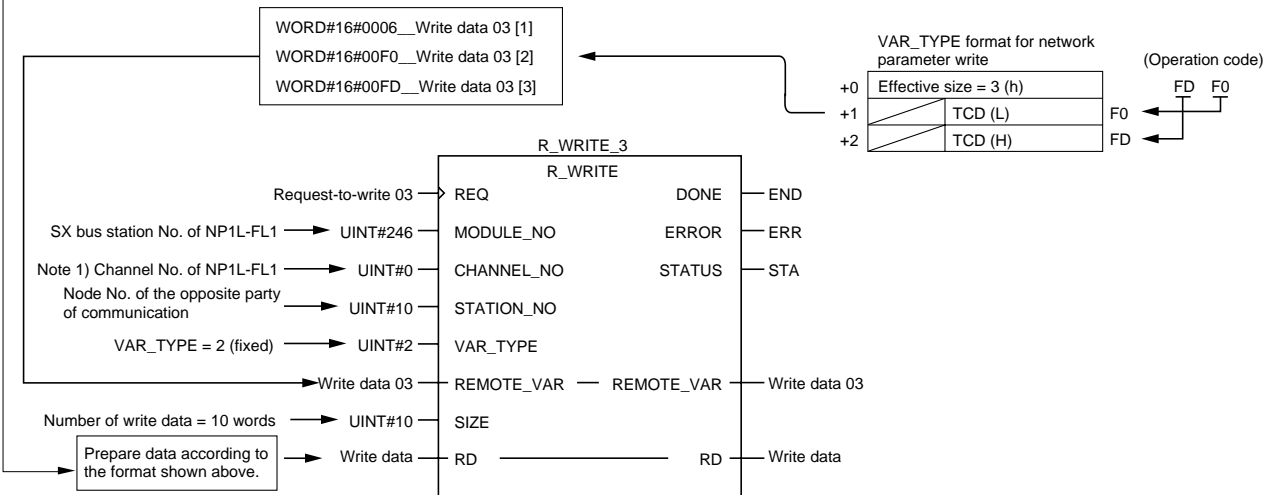 WORD#16#0006__Write data 03 [1]
WORD#16#00F0__Write data 03 [2]
WORD#16#00FD__Write data 03 [3]
VAR_TYPE format for network
parameter write
(Operation code)
+0 Effective size = 3 (h)
FD F0
+1 TCD (L) F0
+2 TCD (H) FD
R_WRITE_3
R_WRITE
Request-to-write 03 REQ DONE END
SX bus station No. of NP1L-FL1 UINT#246 MODULE_NO ERROR ERR
Note 1) Channel No. of NP1L-FL1 UINT#0 CHANNEL_NO STATUS STA
Node No. of the opposite party
of communication
UINT#10 STATION_NO
VAR_TYPE = 2 (fixed) UINT#2 VAR_TYPE
Write data 03 REMOTE_VAR REMOTE_VAR Write data 03
Number of write data = 10 words UINT#10 SIZE
Prepare data according to
the format shown above.
Write data RD RD Write data